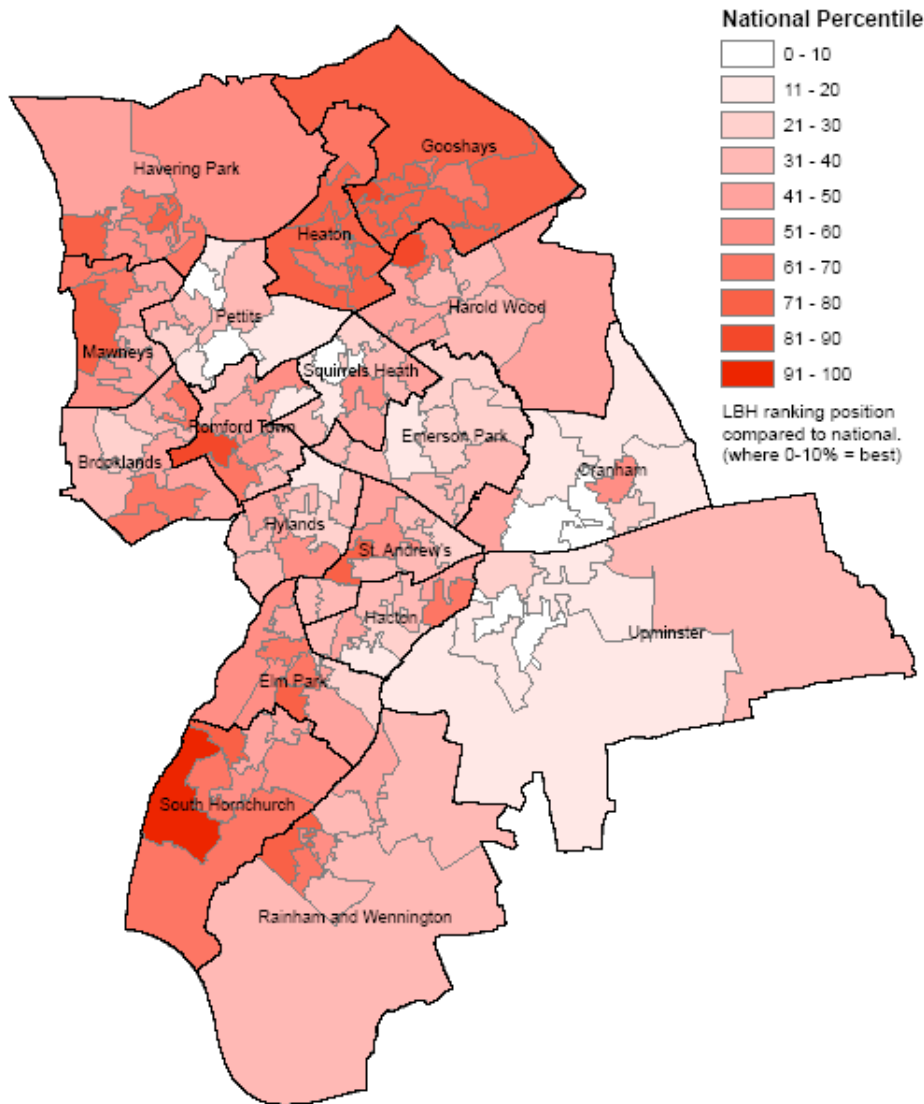 National Percentile
0 - 10
11 - 20
21 - 30
31 - 40
41 - 50
51 - 60
61 - 70
71 - 80
81 - 90
91 - 100
LBH ranking position
compared to national.
(where 0-10% = best)
Gooshays
Havering Park
Heaton
Harold Wood
Pettits
Mawneys
Squirrels Heath
Romford Town
Emerson Park
Brooklands
Cranham
Hylands
St. Andrew's
Hacton
Upminster
Elm Park
South Hornchurch
Rainham and Wennington